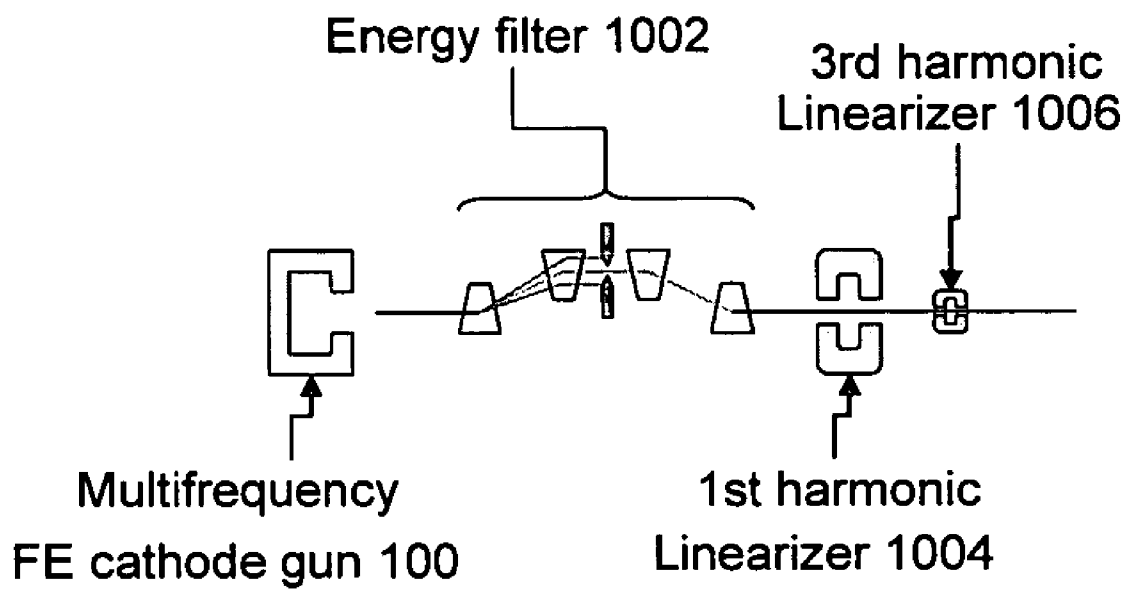 Energy filter 1002
3rd harmonic
Linearizer 1006
Multifrequency
FE cathode gun 100
1st harmonic
Linearizer 1004